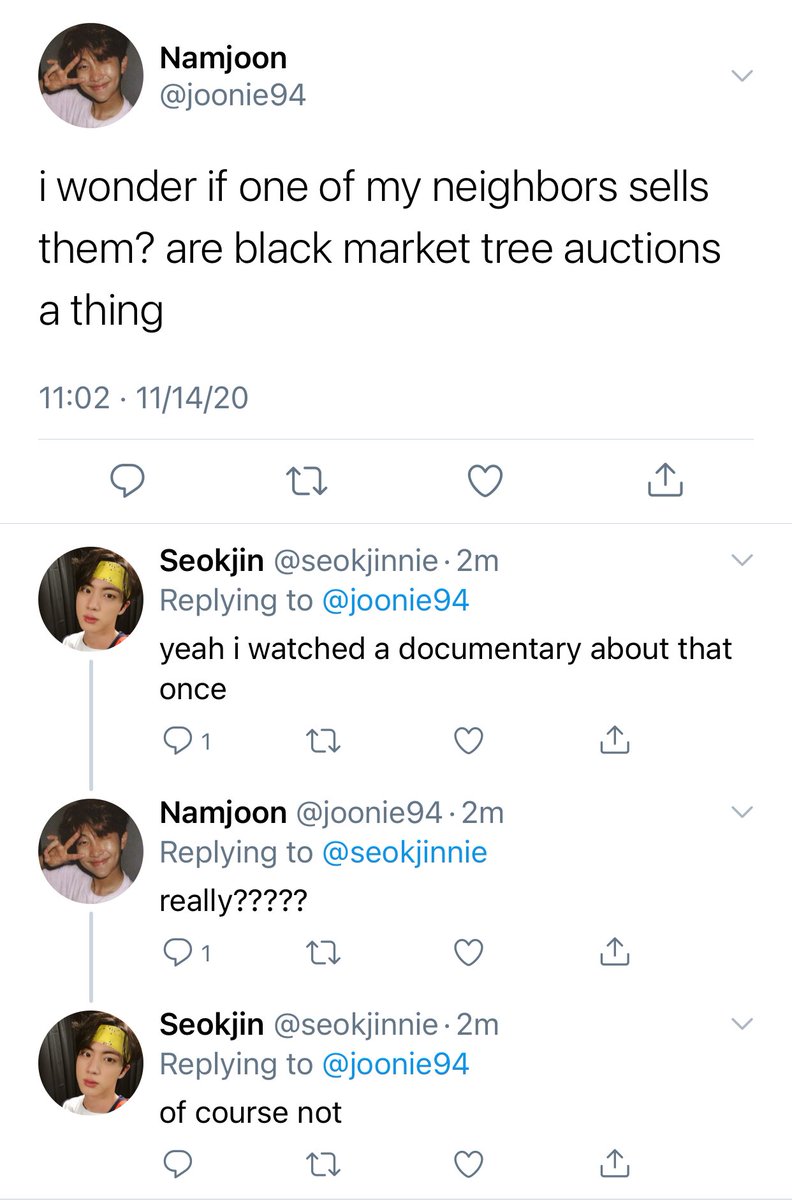 Namjoon
@joonie94
i wonder if one of my neighbors sells
them? are black market tree auctions
a thing
11:02 · 11/14/20
Seokjin @seokjinnie · 2m
Replying to @joonie94
yeah i watched a documentary about that
once
1
Namjoon @joonie94 · 2m
Replying to @seokjinnie
really?????
1
Seokjin @seokjinnie · 2m
Replying to @joonie94
of course not